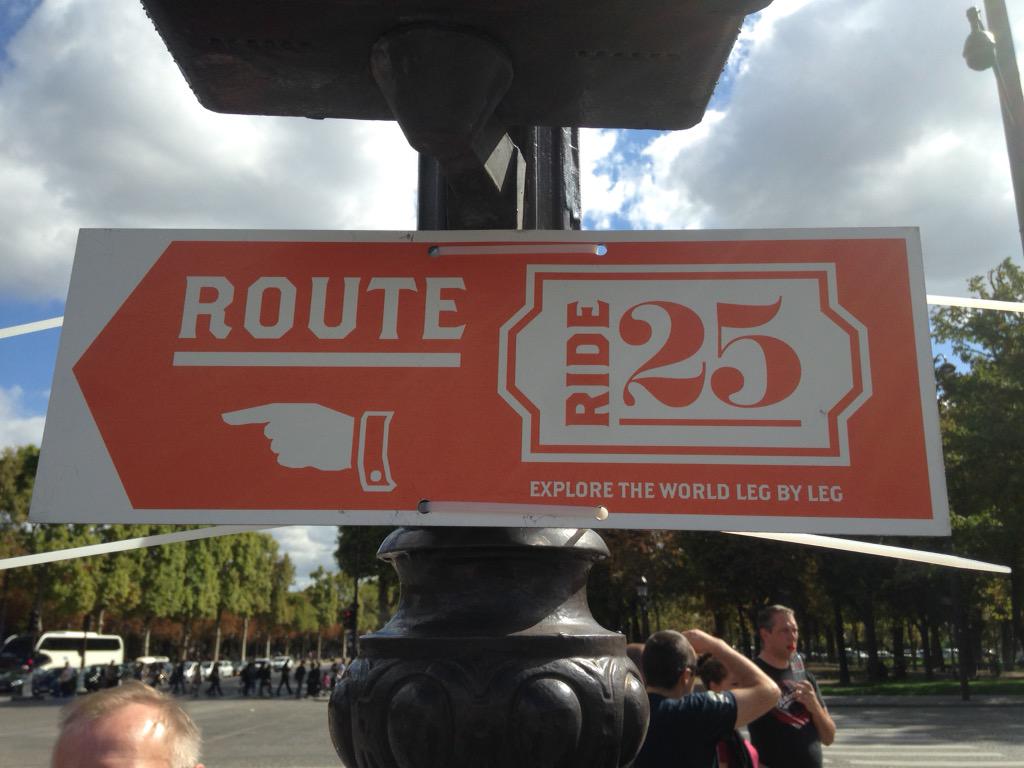 ROUTE
RIDE
25
EXPLORE THE WORLD LEG BY LEG